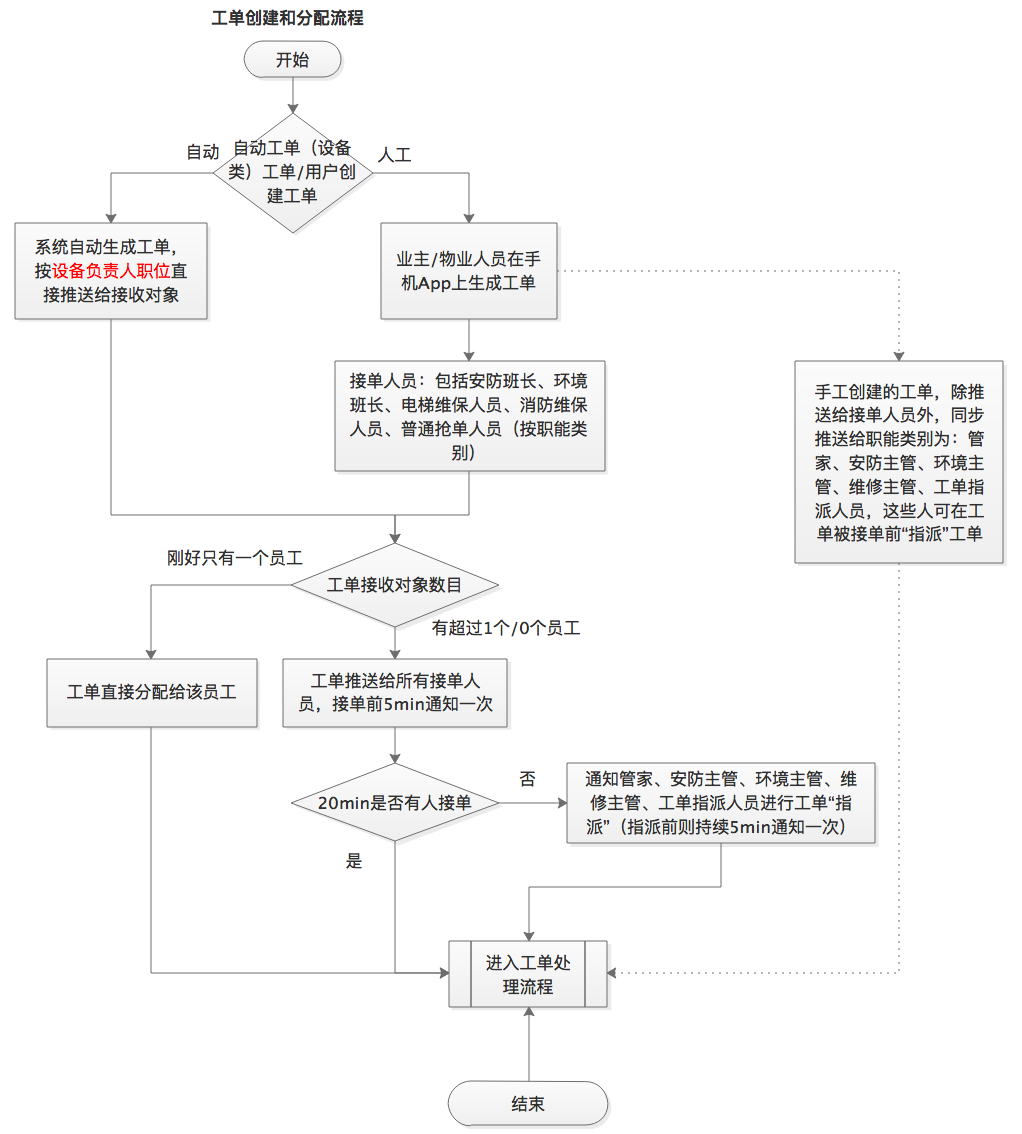 工单创建和分配流程
开始
自动
自动工单（设备
类）工单/用户创
建工单
人工
系统自动生成工单，
按设备负责人职位直
接推送给接收对象
业主/物业人员在手
机App上生成工单
接单人员：包括安防班长、环境
班长、电梯维保人员、消防维保
人员、普通抢单人员（按职能类
别）
手工创建的工单，除推
送给接单人员外，同步
推送给职能类别为：管
家、安防主管、环境主
管、维修主管、工单指
派人员，这些人可在工
单被接单前“指派”工单
刚好只有一个员工
工单接收对象数目
有超过1个/0个员工
工单直接分配给该员工
工单推送给所有接单人
员，接单前5min通知一次
20min是否有人接单
否
通知管家、安防主管、环境主管、维
修主管、工单指派人员进行工单“指
派”（指派前则持续5min通知一次）
是
进入工单处
理流程
结束